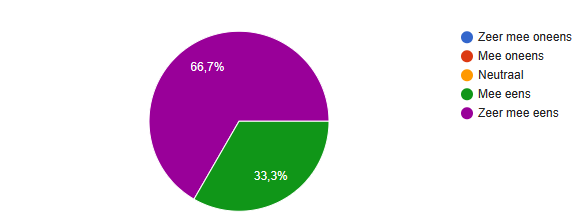 66,7%
33,3%
Zeer mee oneens
Mee oneens
Neutraal
Mee eens
Zeer mee eens